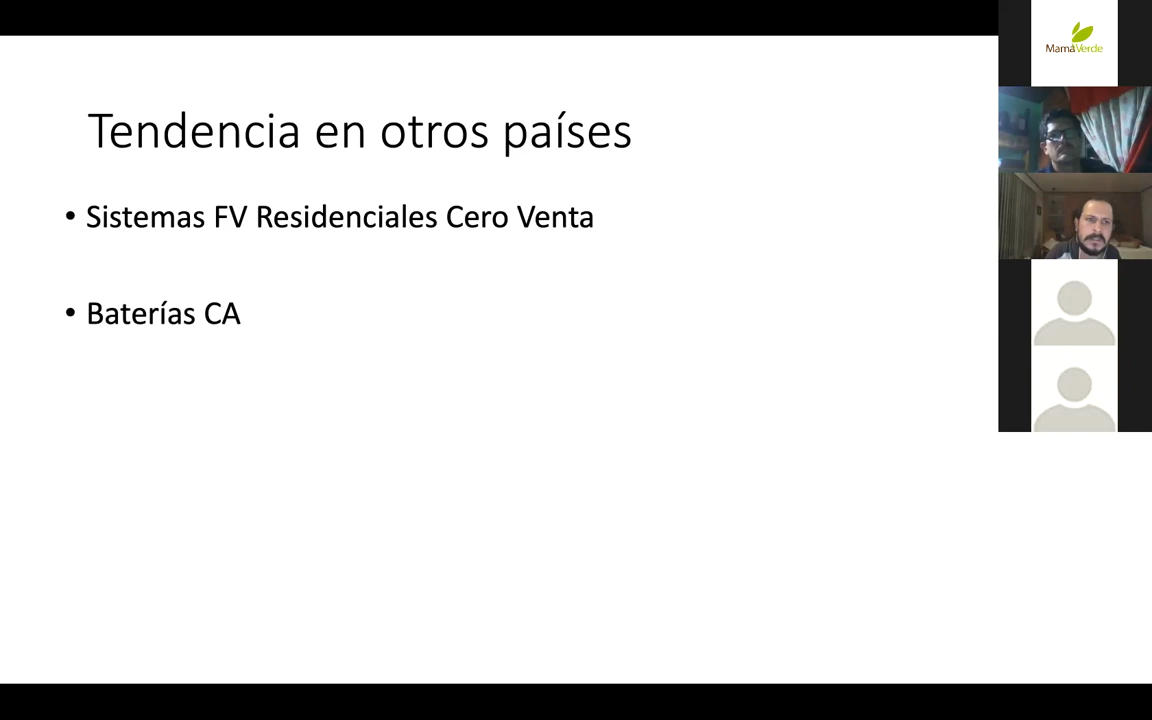 MamáVerde
Tendencia en otros países
• Sistemas FV Residenciales Cero Venta
• Baterías CA